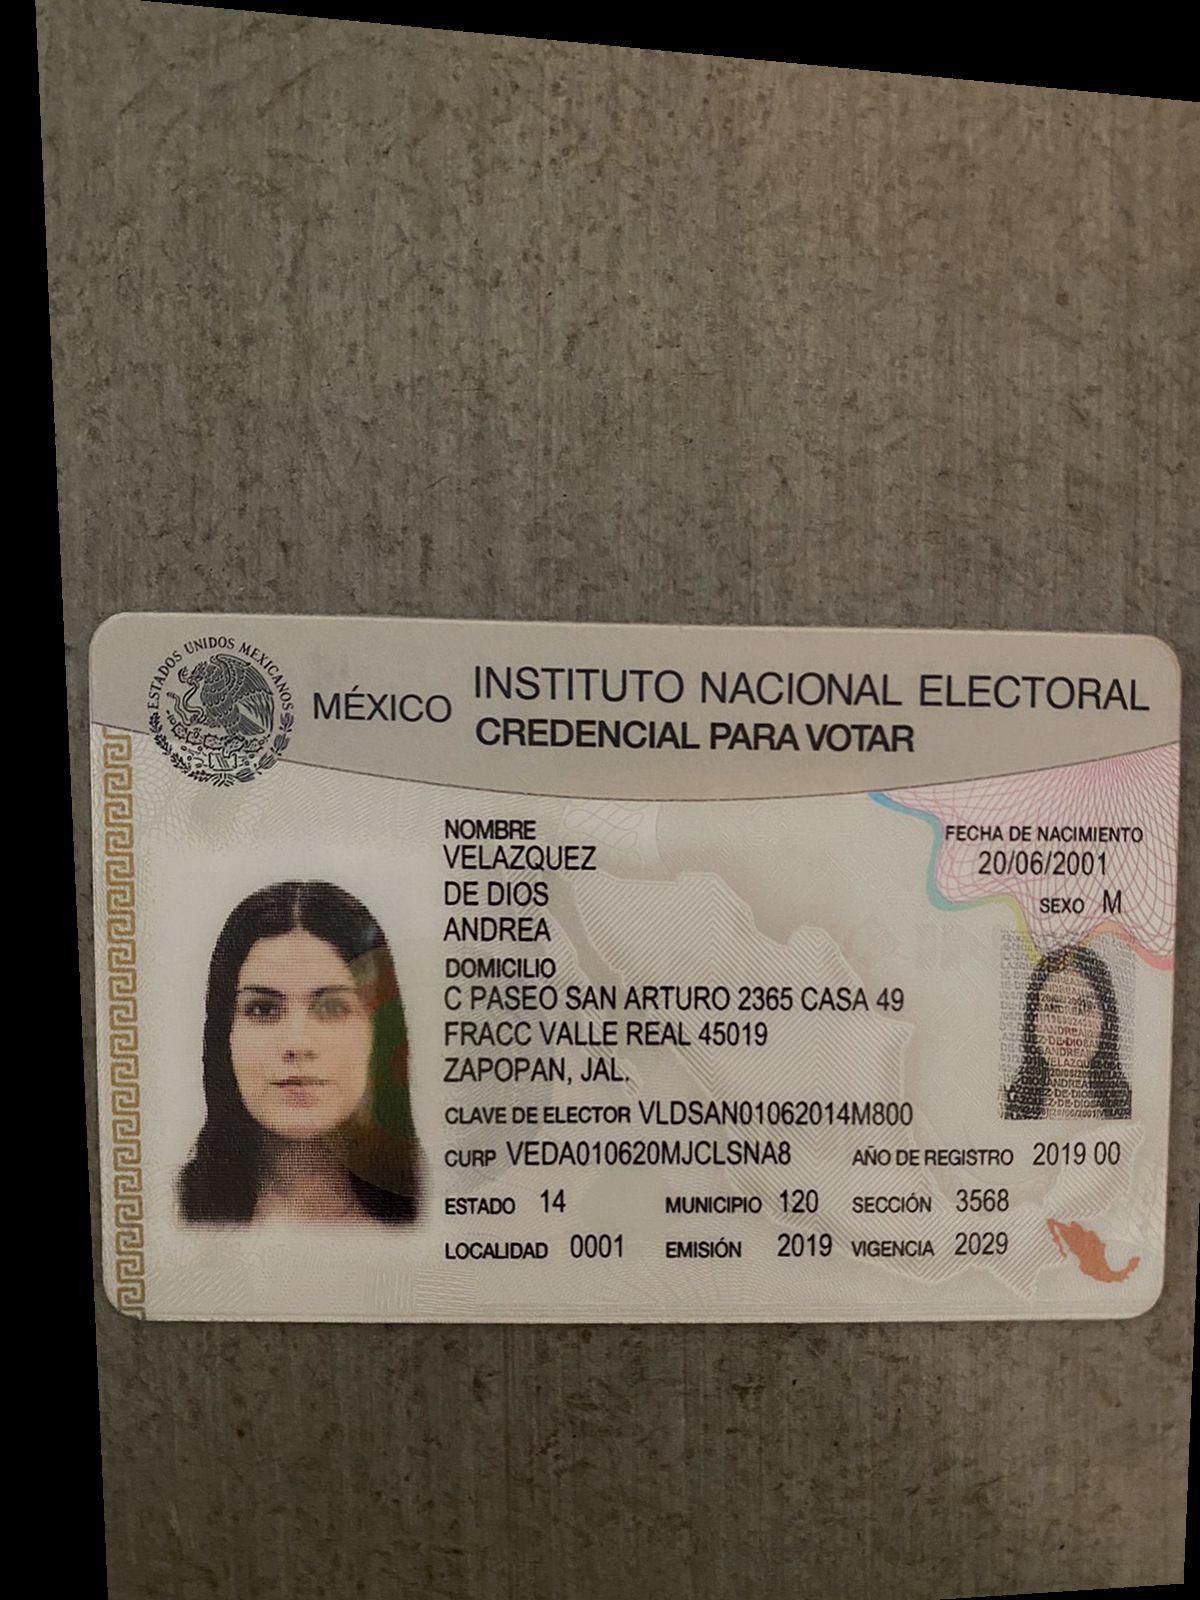 ESTADOS UNIDOS MEXICANOS
MÉXICO
INSTITUTO NACIONAL ELECTORAL
CREDENCIAL PARA VOTAR
NOMBRE
VELAZQUEZ
DE DIOS
ANDREA
FECHA DE NACIMIENTO
20/06/2001
SEXO M
DOMICILIO
C PASEO SAN ARTURO 2365 CASA 49
FRACC VALLE REAL 45019
ZAPOPAN, JAL.
CLAVE DE ELECTOR VLDSAN01062014M800
CURP VEDA010620MJCLSNA8 AÑO DE REGISTRO 2019 00
ESTADO 14 MUNICIPIO 120 SECCIÓN 3568
LOCALIDAD 0001 EMISIÓN 2019 VIGENCIA 2029